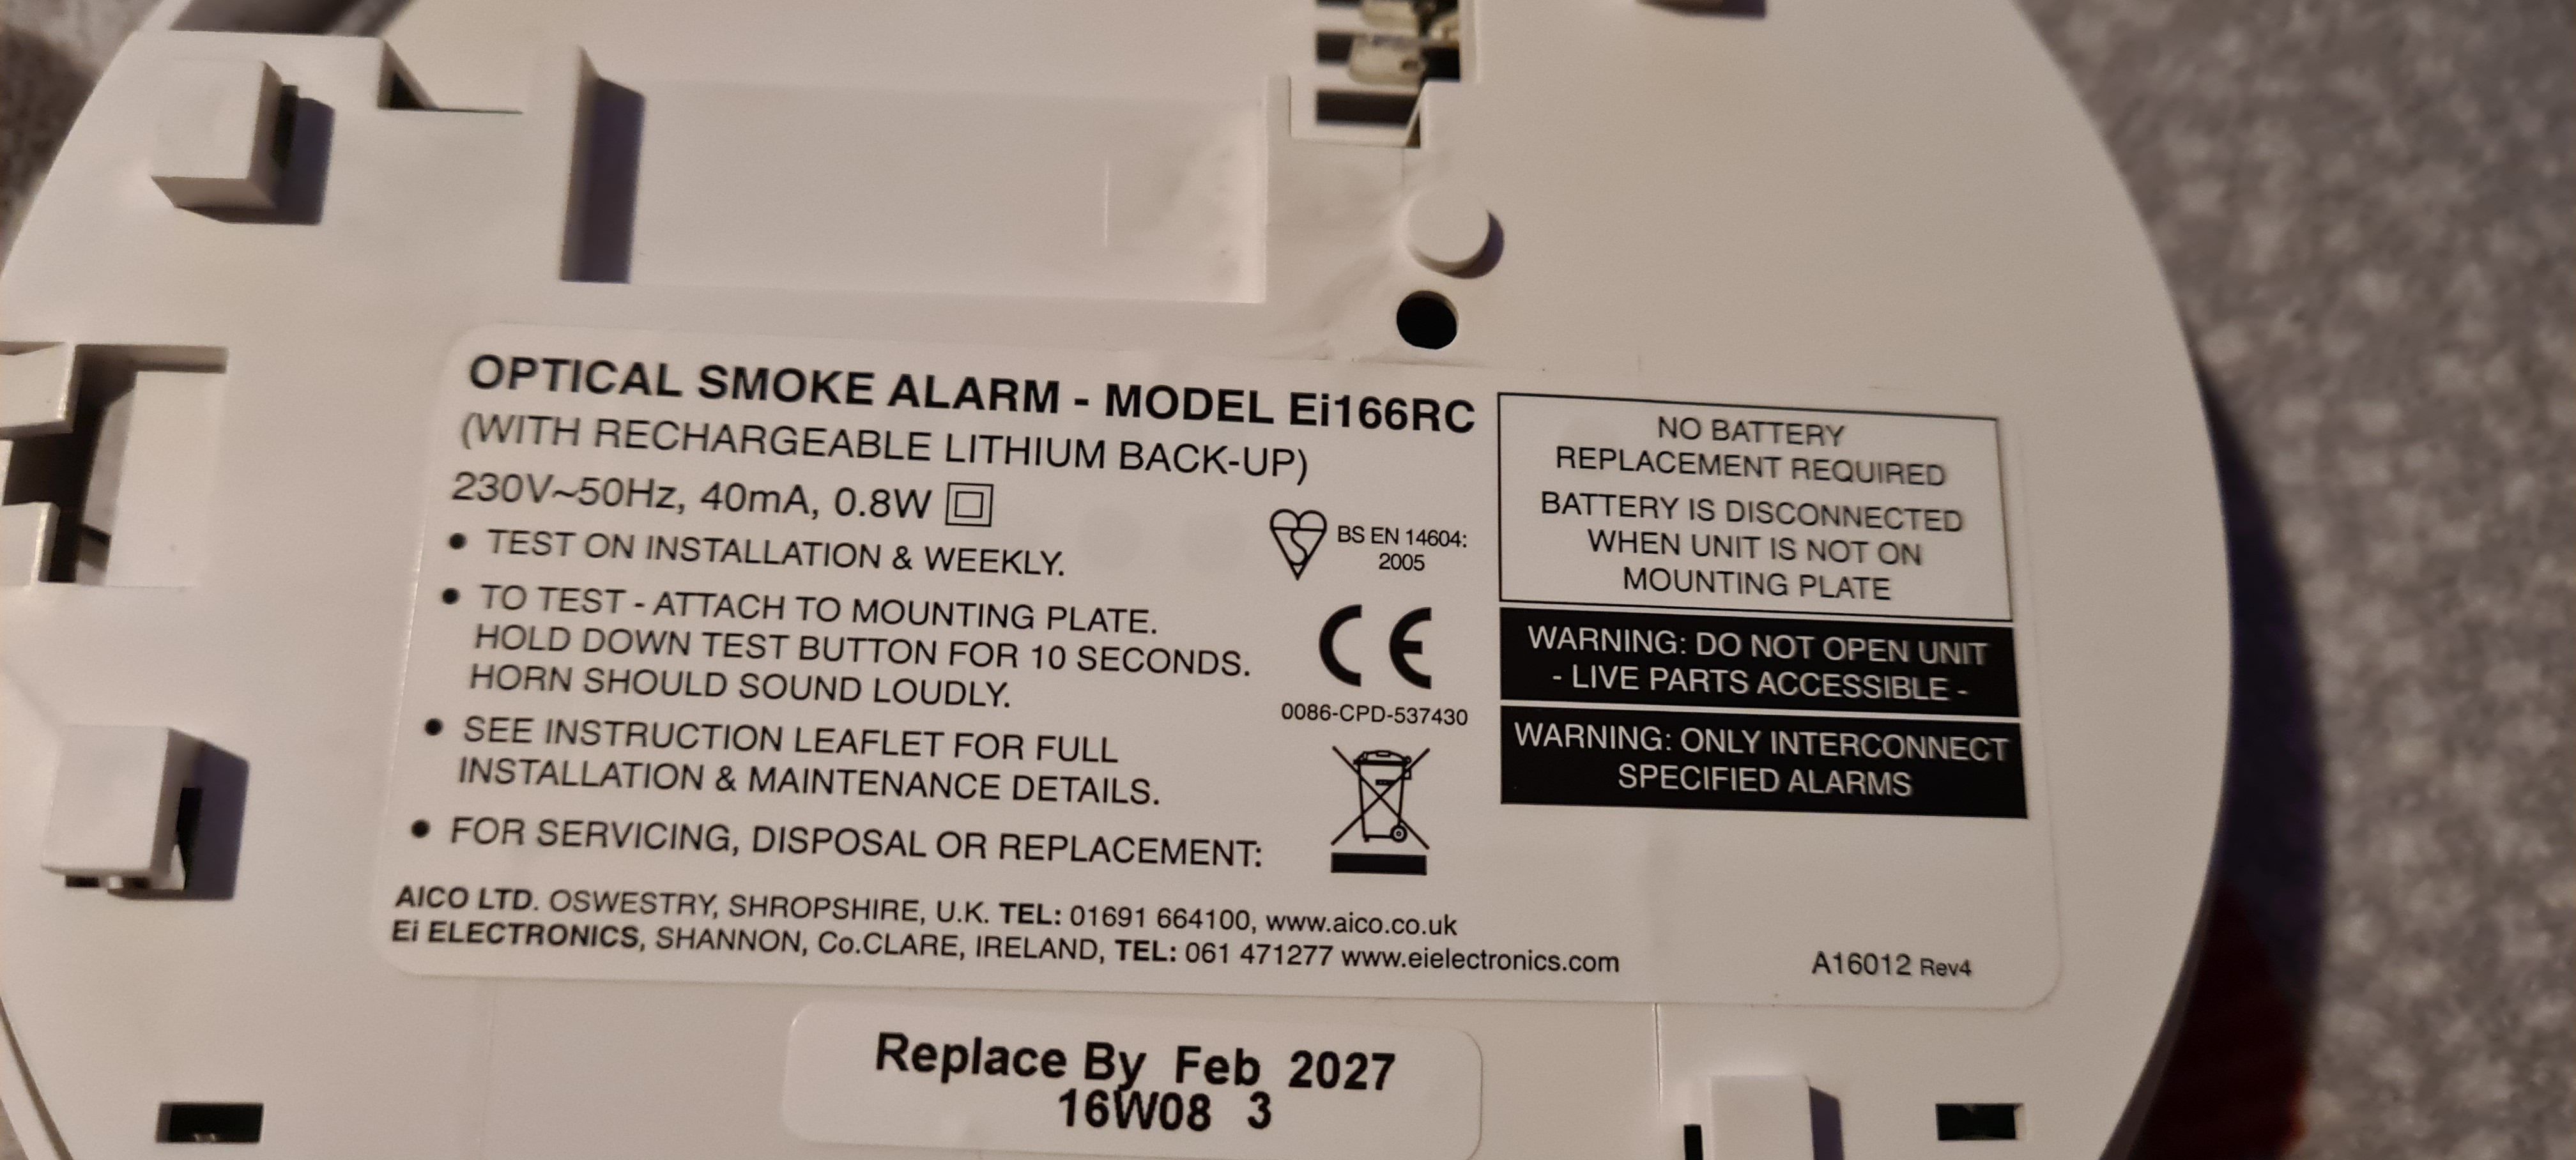 OPTICAL SMOKE ALARM - MODEL Ei166RC
(WITH RECHARGEABLE LITHIUM BACK-UP)
230V~50Hz, 40mA, 0.8W
• TEST ON INSTALLATION & WEEKLY.
• TO TEST - ATTACH TO MOUNTING PLATE.
HOLD DOWN TEST BUTTON FOR 10 SECONDS.
HORN SHOULD SOUND LOUDLY.
• SEE INSTRUCTION LEAFLET FOR FULL
INSTALLATION & MAINTENANCE DETAILS.
• FOR SERVICING, DISPOSAL OR REPLACEMENT:
AICO LTD. OSWESTRY, SHROPSHIRE, U.K. TEL: 01691 664100, www.aico.co.uk
Ei ELECTRONICS, SHANNON, Co.CLARE, IRELAND, TEL: 061 471277 www.eielectronics.com
BS EN 14604:
2005
CE
0086-CPD-537430
NO BATTERY
REPLACEMENT REQUIRED
BATTERY IS DISCONNECTED
WHEN UNIT IS NOT ON
MOUNTING PLATE
WARNING: DO NOT OPEN UNIT
- LIVE PARTS ACCESSIBLE -
WARNING: ONLY INTERCONNECT
SPECIFIED ALARMS
A16012 Rev4
Replace By Feb 2027
16W08 3